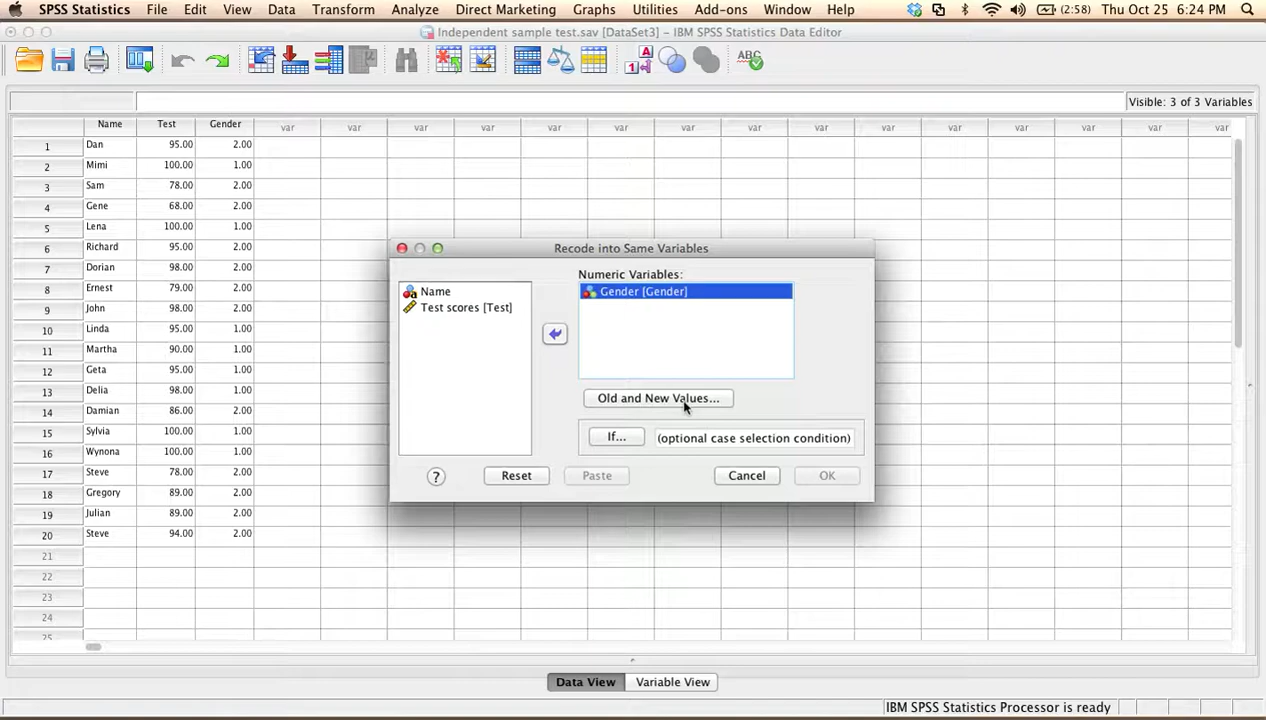 SPSS Statistics File Edit View Data Transform Analyze Direct Marketing Graphs Utilities Add-ons Window Help (2:58) Thu Oct 25 6:24 PM
Independent sample test.sav [DataSet3] — IBM SPSS Statistics Data Editor
A ABC
Visible: 3 of 3 Variables
Name Test Gender var var var var var var var var var var var var var var var
1 Dan 95.00 2.00
2 Mimi 100.00 1.00
3 Sam 78.00 2.00
4 Gene 68.00 2.00
5 Lena 100.00 1.00
6 Richard 95.00 2.00
7 Dorian 98.00 2.00
8 Ernest 79.00 2.00
9 John 98.00 2.00
10 Linda 95.00 1.00
11 Martha 90.00 1.00
12 Geta 95.00 1.00
13 Delia 98.00 1.00
14 Damian 86.00 2.00
15 Sylvia 100.00 1.00
16 Wynona 100.00 1.00
17 Steve 78.00 2.00
18 Gregory 89.00 2.00
19 Julian 89.00 2.00
20 Steve 94.00 2.00
21
22
23
24
25
Recode into Same Variables
Numeric Variables:
Name
Test scores [Test]
Gender [Gender]
Old and New Values...
If... (optional case selection condition)
? Reset Paste Cancel OK
Data View Variable View
IBM SPSS Statistics Processor is ready